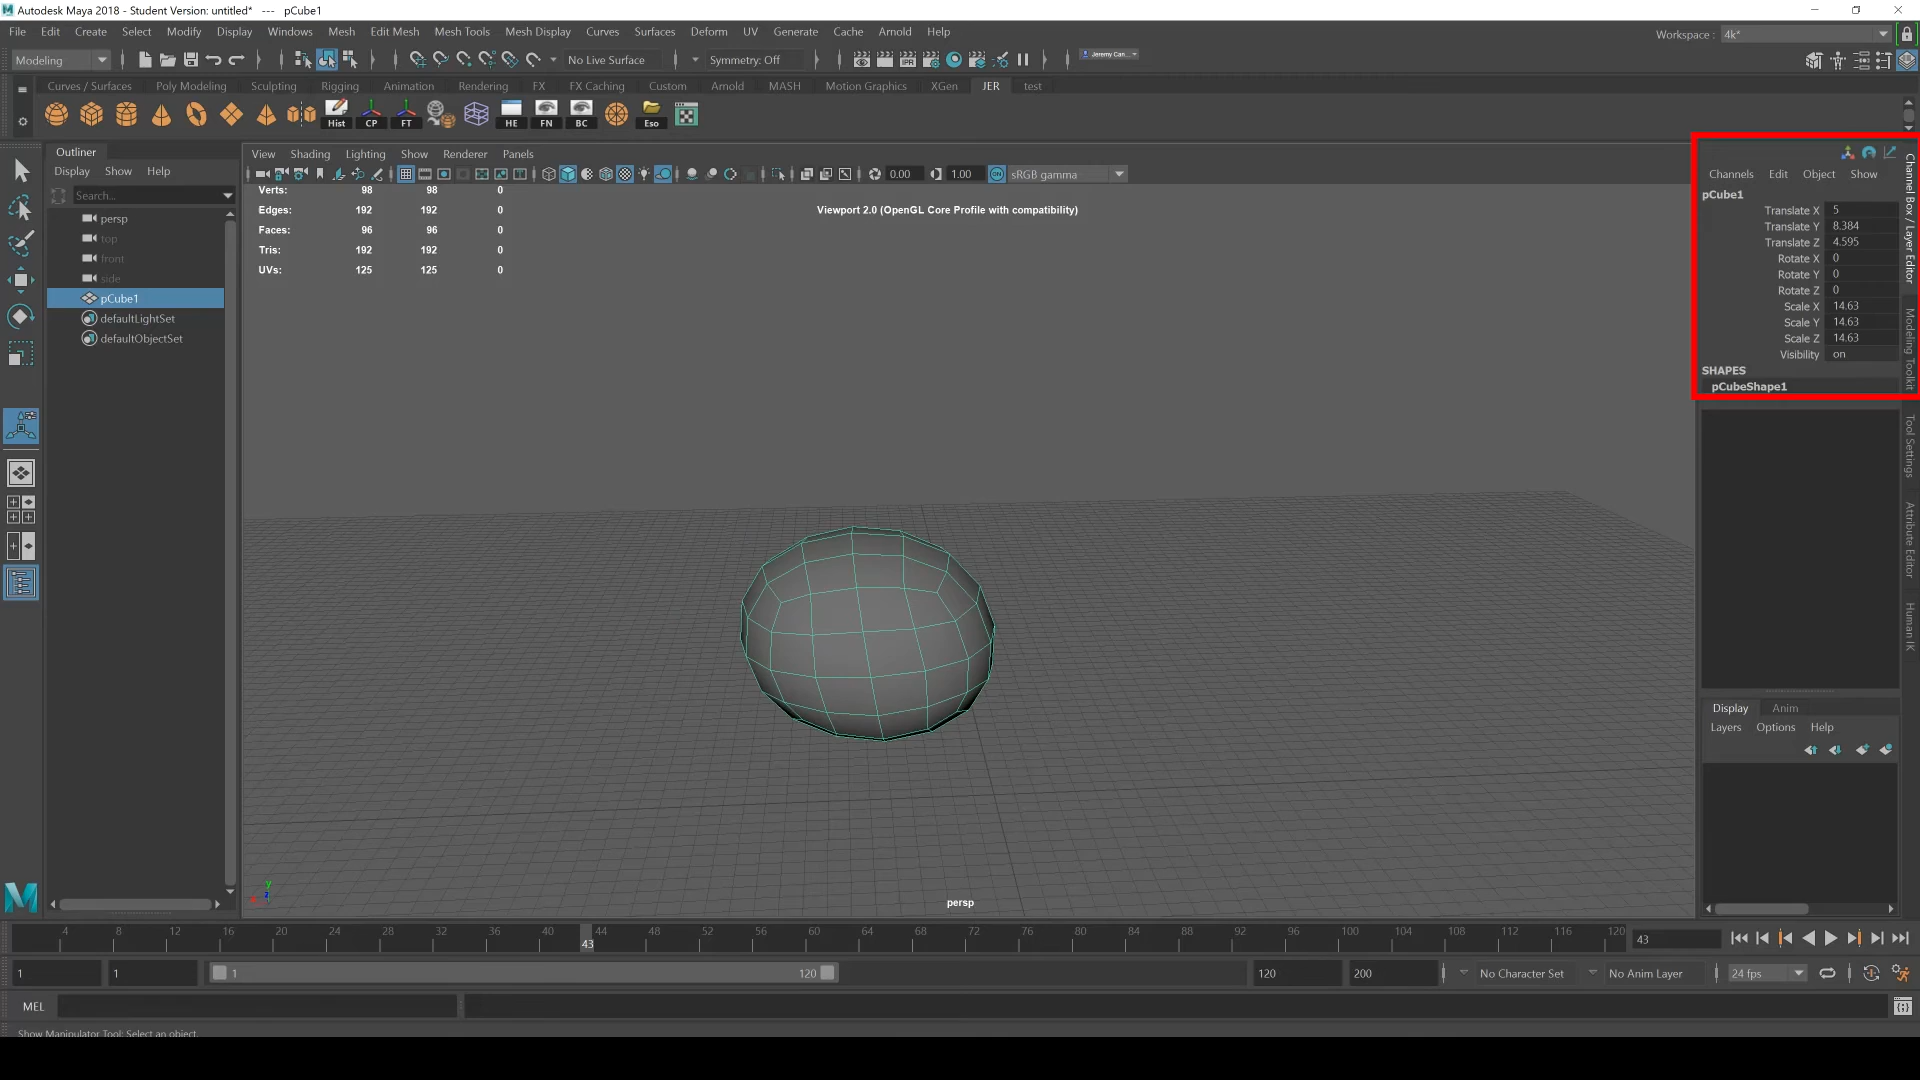 Autodesk Maya 2018 - Student Version: untitled* --- pCube1
File Edit Create Select Modify Display Windows Mesh Edit Mesh Mesh Tools Mesh Display Curves Surfaces Deform UV Generate Cache Arnold Help
Workspace : 4k*
Modeling No Live Surface Symmetry: Off Jeremy Can...
Curves / Surfaces Poly Modeling Sculpting Rigging Animation Rendering FX FX Caching Custom Arnold MASH Motion Graphics XGen JER test
Hist CP FT HE FN BC Eso
Outliner
Display Show Help
Search...
persp
top
front
side
pCube1
defaultLightSet
defaultObjectSet
View Shading Lighting Show Renderer Panels
0.00 1.00 ON sRGB gamma
Verts: 98 98 0
Edges: 192 192 0
Faces: 96 96 0
Tris: 192 192 0
UVs: 125 125 0
Viewport 2.0 (OpenGL Core Profile with compatibility)
y
persp
Channels Edit Object Show
pCube1
Translate X 5
Translate Y 8.384
Translate Z 4.595
Rotate X 0
Rotate Y 0
Rotate Z 0
Scale X 14.63
Scale Y 14.63
Scale Z 14.63
Visibility on
SHAPES
pCubeShape1
Channel Box / Layer Editor
Modeling Toolkit
Tool Settings
Attribute Editor
Human IK
Display Anim
Layers Options Help
4 8 12 16 20 24 28 32 36 40 44 48 52 56 60 64 68 72 76 80 84 88 92 96 100 104 108 112 116 120
43
43
1 1 1 120 120 200 No Character Set No Anim Layer 24 fps
MEL
Show Manipulator Tool: Select an object.